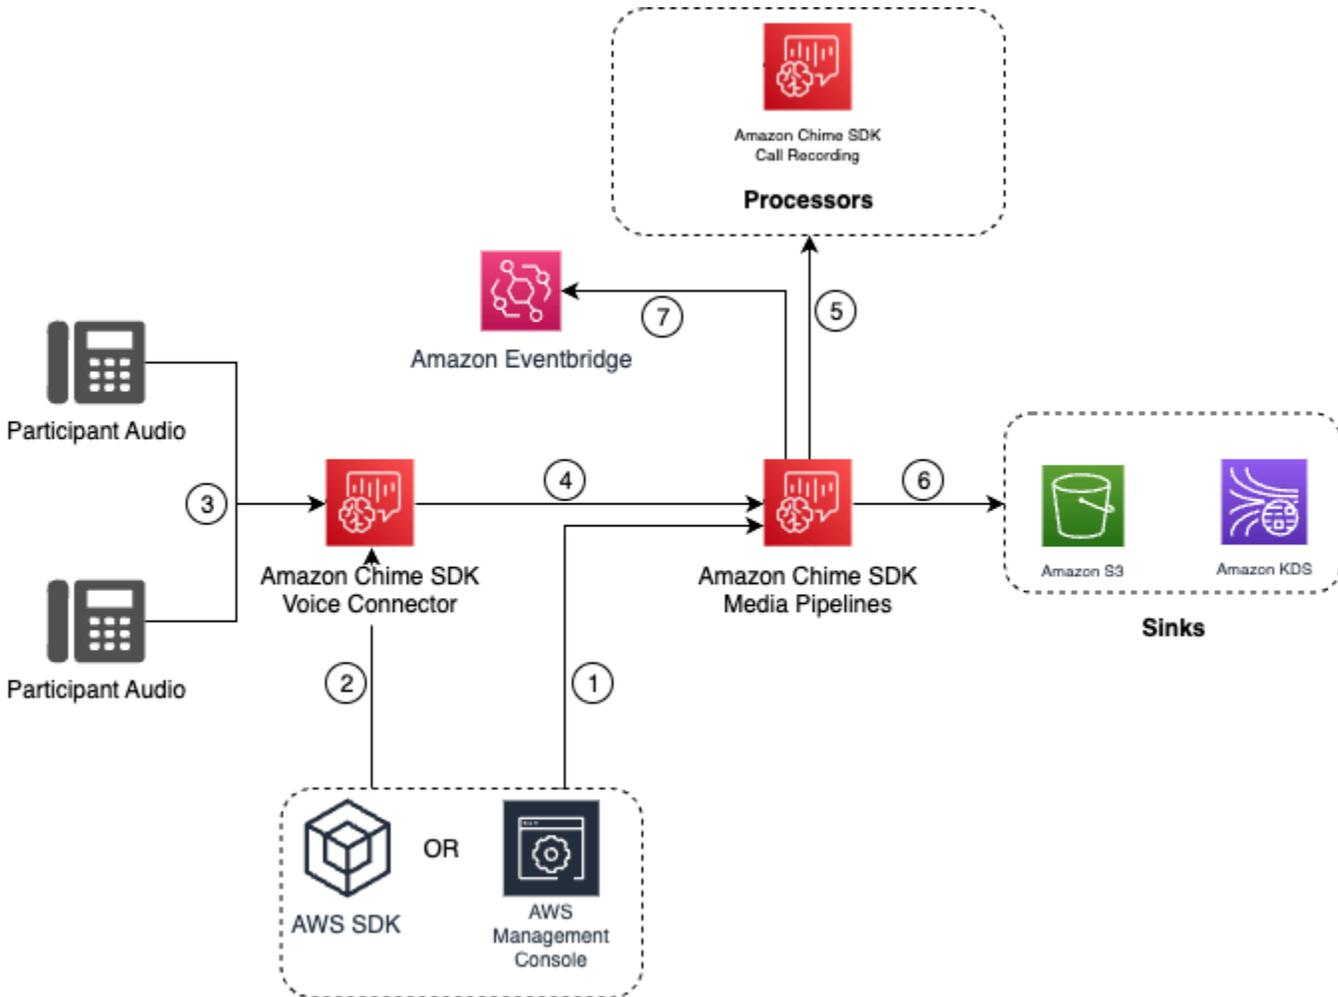 Amazon Chime SDK
Call Recording
Processors
7
5
Amazon Eventbridge
Participant Audio
3
4
6
Amazon Chime SDK
Voice Connector
Amazon Chime SDK
Media Pipelines
Amazon S3
Amazon KDS
Sinks
Participant Audio
2
1
OR
AWS SDK
AWS
Management
Console